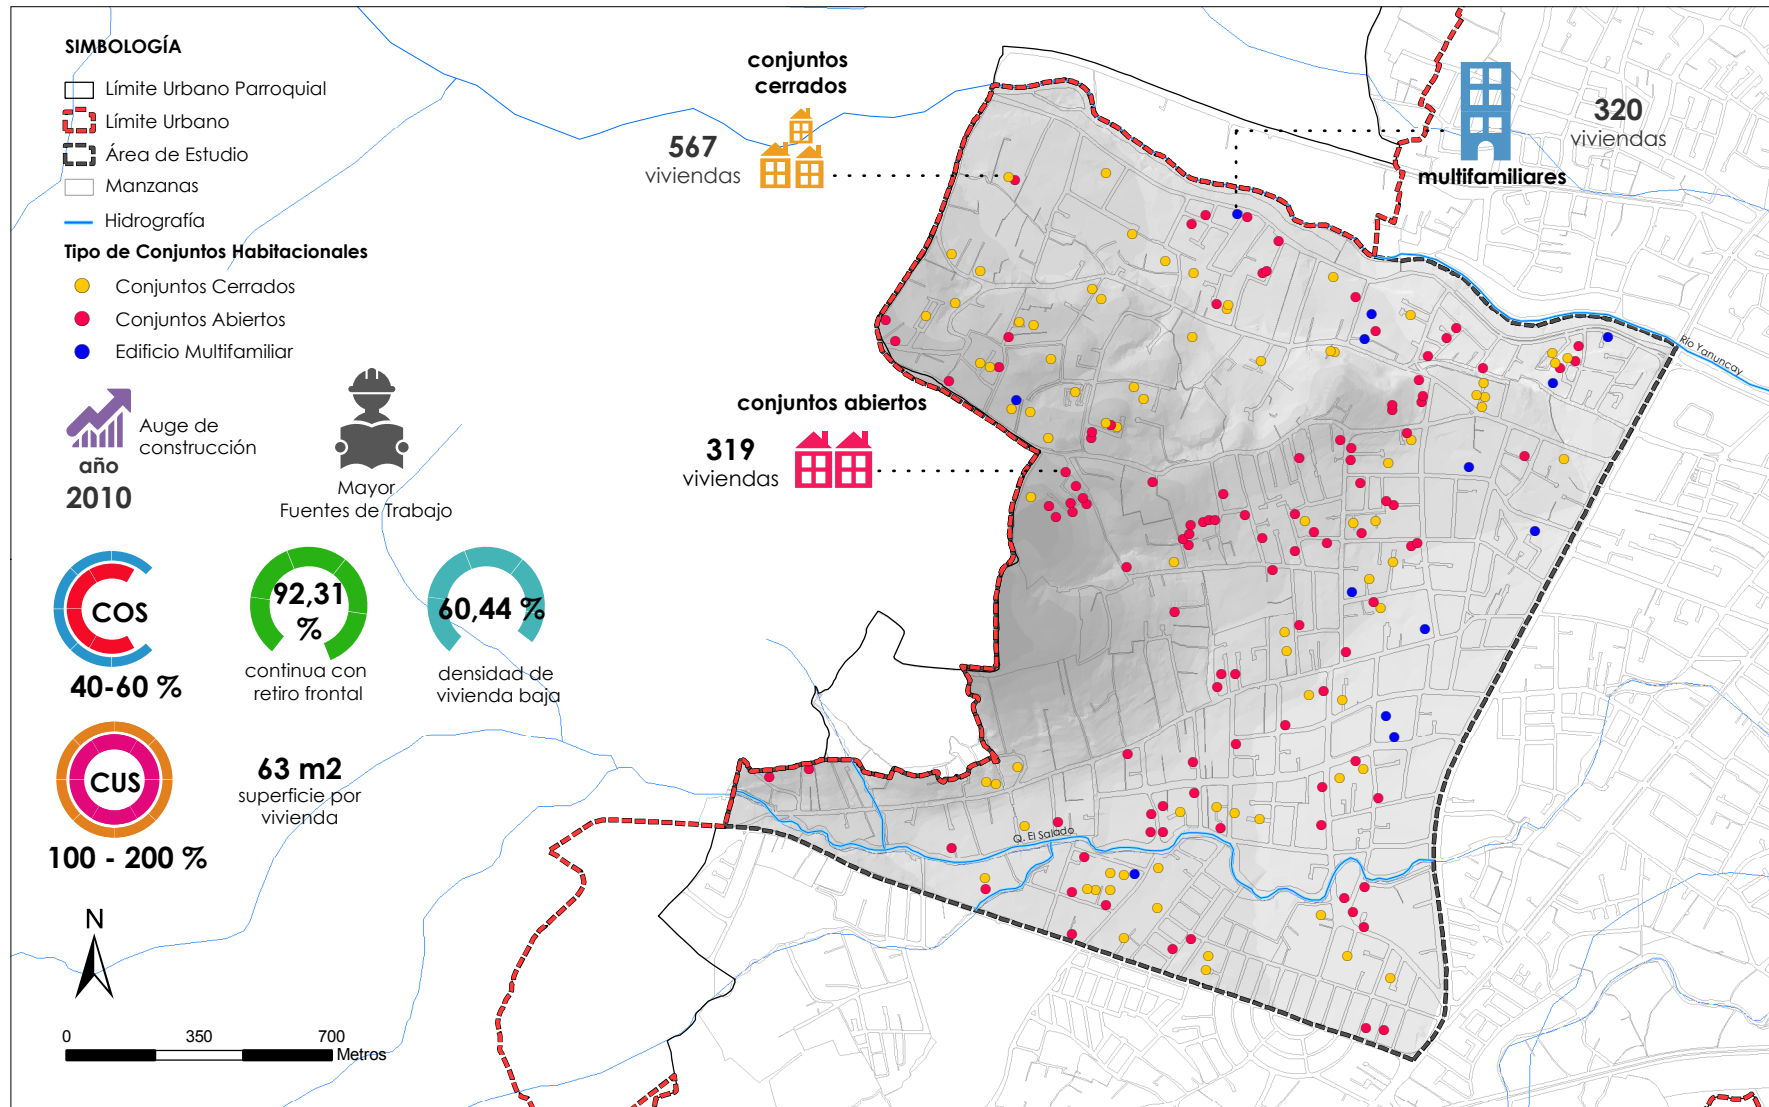 SIMBOLOGÍA
Límite Urbano Parroquial
Límite Urbano
Área de Estudio
Manzanas
Hidrografía
Tipo de Conjuntos Habitacionales
Conjuntos Cerrados
Conjuntos Abiertos
Edificio Multifamiliar
Auge de
construcción
año
2010
Mayor
Fuentes de Trabajo
COS
40-60 %
92,31
%
continua con
retiro frontal
60,44 %
densidad de
vivienda baja
CUS
100 - 200 %
63 m2
superficie por
vivienda
N
0 350 700
Metros
conjuntos
cerrados
567
viviendas
320
viviendas
multifamiliares
conjuntos abiertos
319
viviendas
Río Yanuncay
Q. El Salado